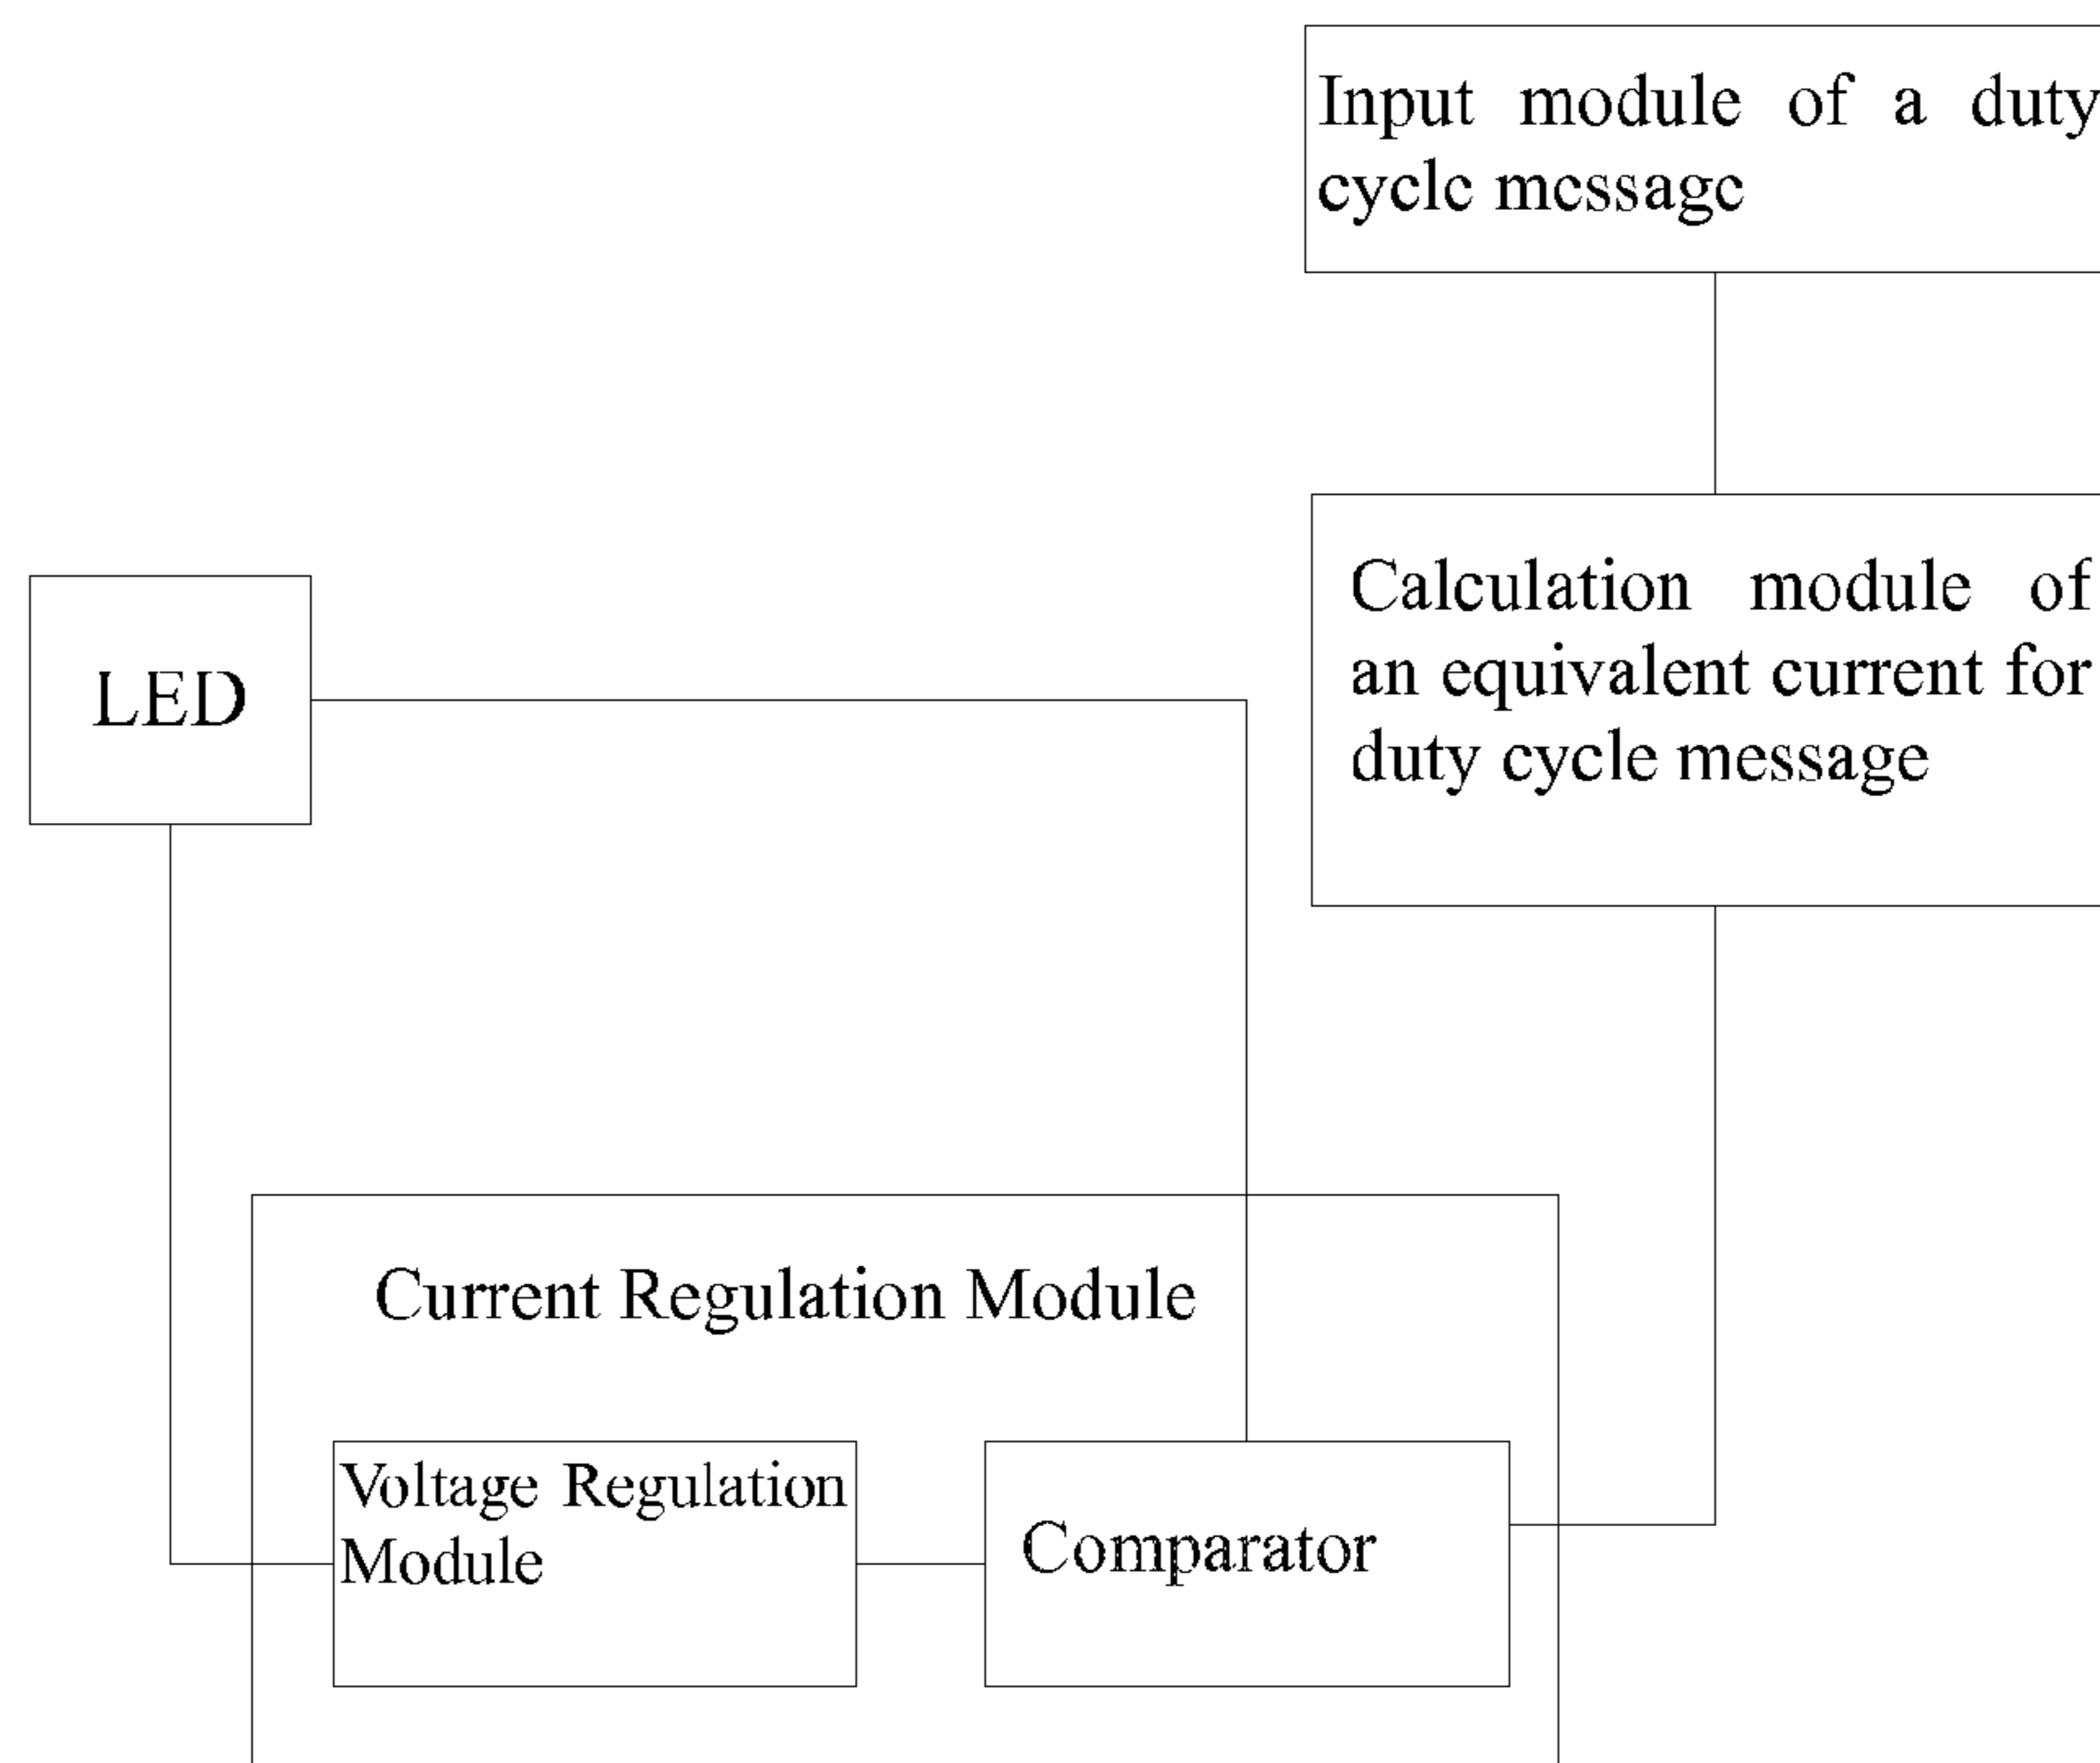 Input module of a duty
cycle message
Calculation module of
an equivalent current for
duty cycle message
LED
Current Regulation Module
Voltage Regulation
Module
Comparator